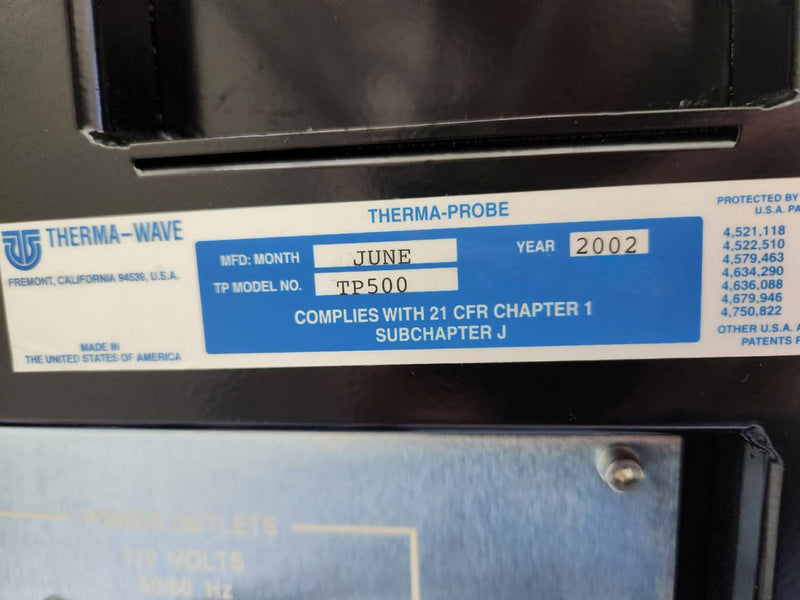 THERMA-WAVE
FREMONT, CALIFORNIA 94539, U.S.A.
MADE IN
THE UNITED STATES OF AMERICA
THERMA-PROBE
MFD: MONTH JUNE YEAR 2002
TP MODEL NO. TP500
COMPLIES WITH 21 CFR CHAPTER 1
SUBCHAPTER J
PROTECTED BY
U.S.A. PA
4,521,118
4,522,510
4,579,463
4,634,290
4,636,088
4,679,946
4,750,822
OTHER U.S.A. A
PATENTS P
POWER OUTLETS
110 VOLTS
50/60 Hz